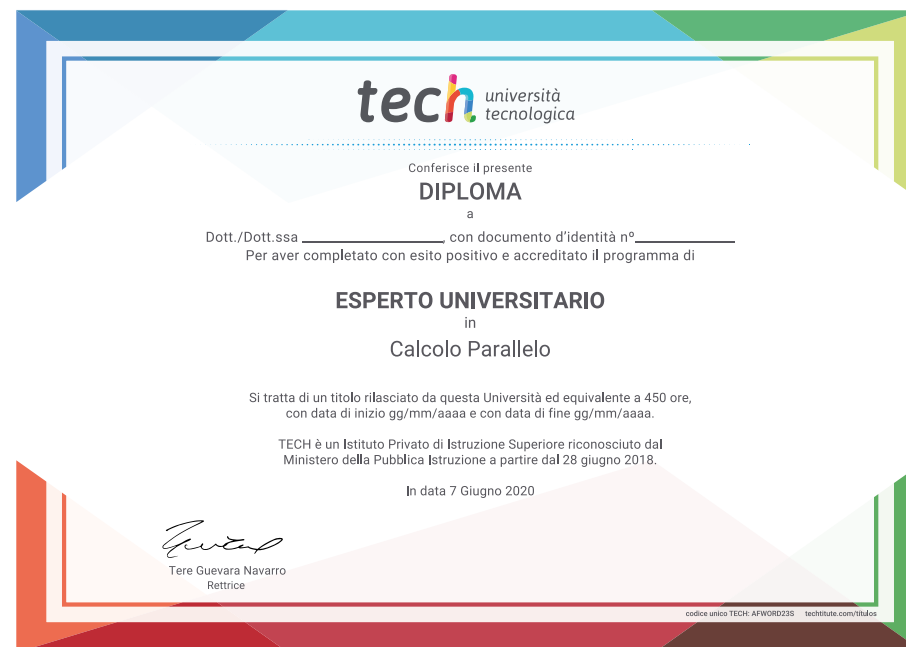 tech università
tecnologica
Conferisce il presente
DIPLOMA
a
Dott./Dott.ssa ____________, con documento d'identità nº____________
Per aver completato con esito positivo e accreditato il programma di
ESPERTO UNIVERSITARIO
in
Calcolo Parallelo
Si tratta di un titolo rilasciato da questa Università ed equivalente a 450 ore,
con data di inizio gg/mm/aaaa e con data di fine gg/mm/aaaa.
TECH è un Istituto Privato di Istruzione Superiore riconosciuto dal
Ministero della Pubblica Istruzione a partire dal 28 giugno 2018.
In data 7 Giugno 2020
Tere Guevara Navarro
Rettrice
codice unico TECH: AFWORD23S techtitute.com/titulos